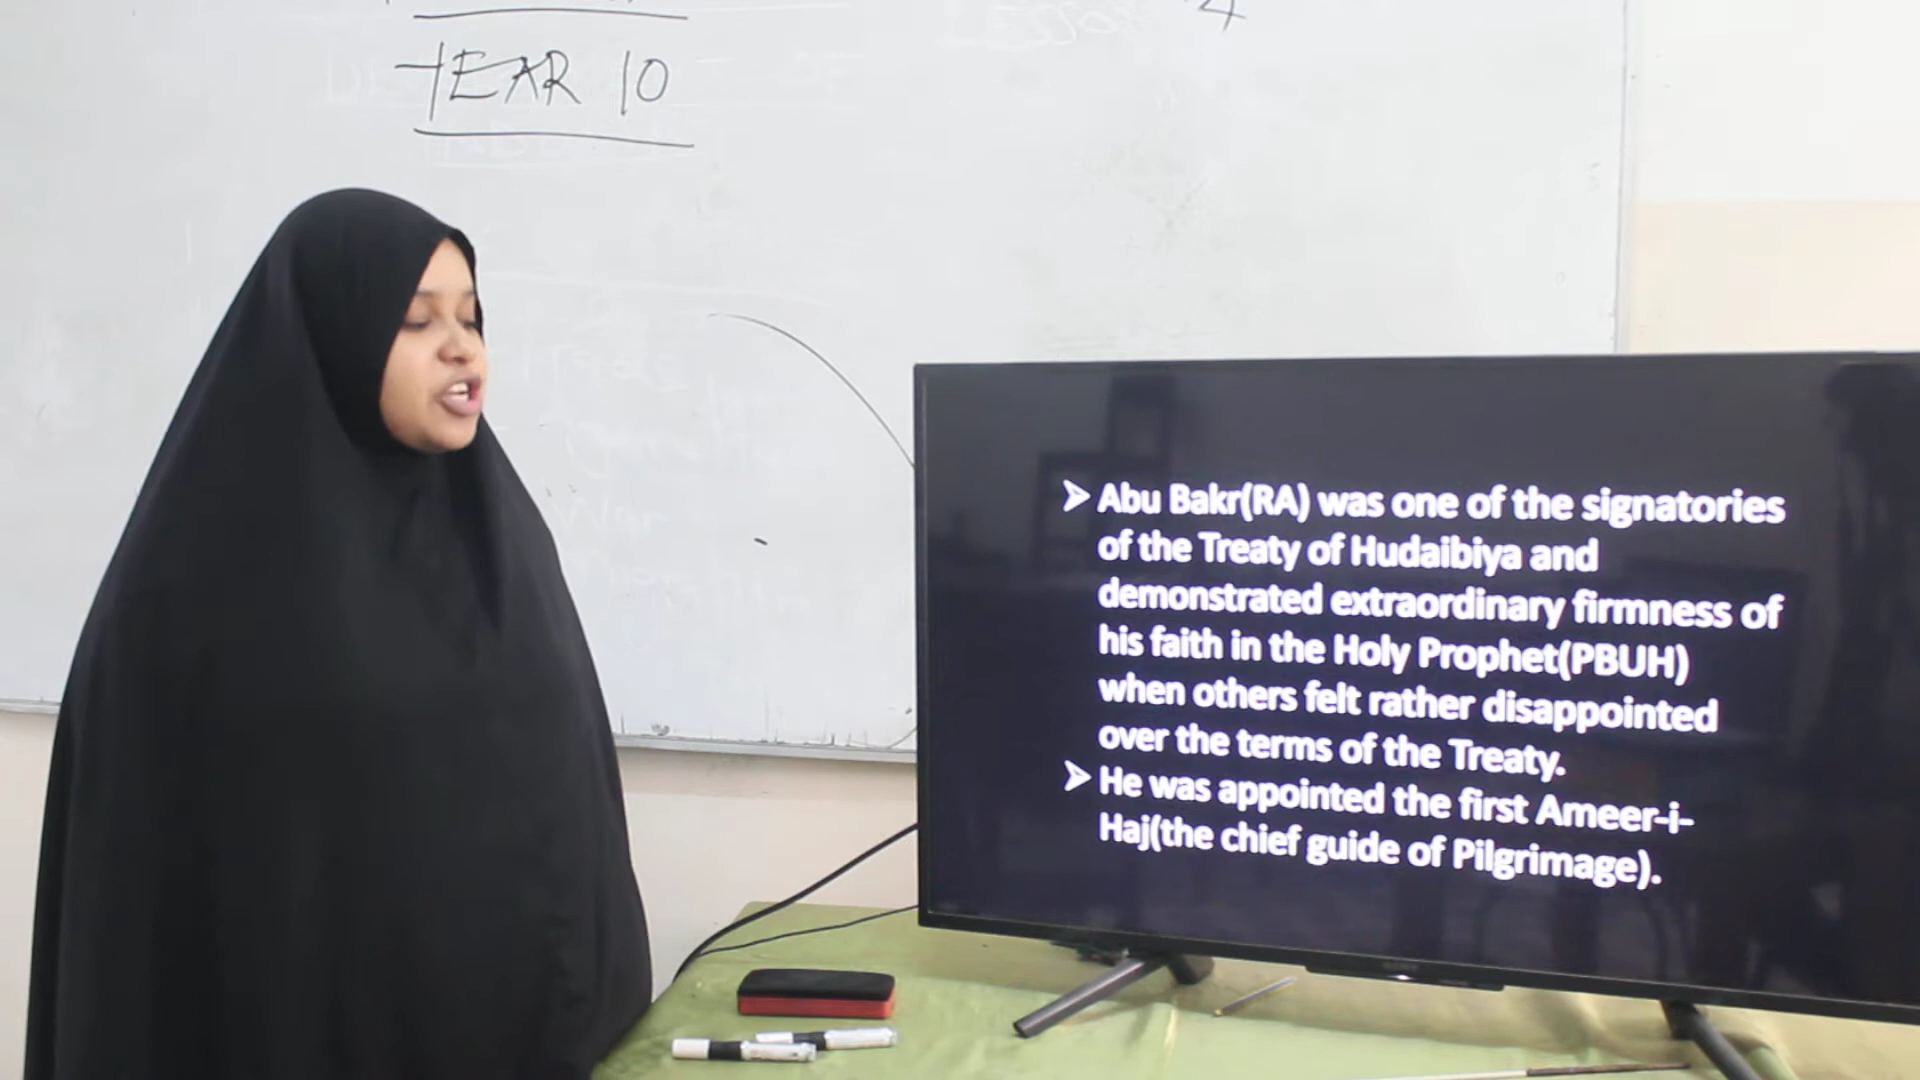 YEAR 10
LESSON
4
➤ Abu Bakr(RA) was one of the signatories
of the Treaty of Hudaibiya and
demonstrated extraordinary firmness of
his faith in the Holy Prophet(PBUH)
when others felt rather disappointed
over the terms of the Treaty.
➤ He was appointed the first Ameer-i-
Haj(the chief guide of Pilgrimage).